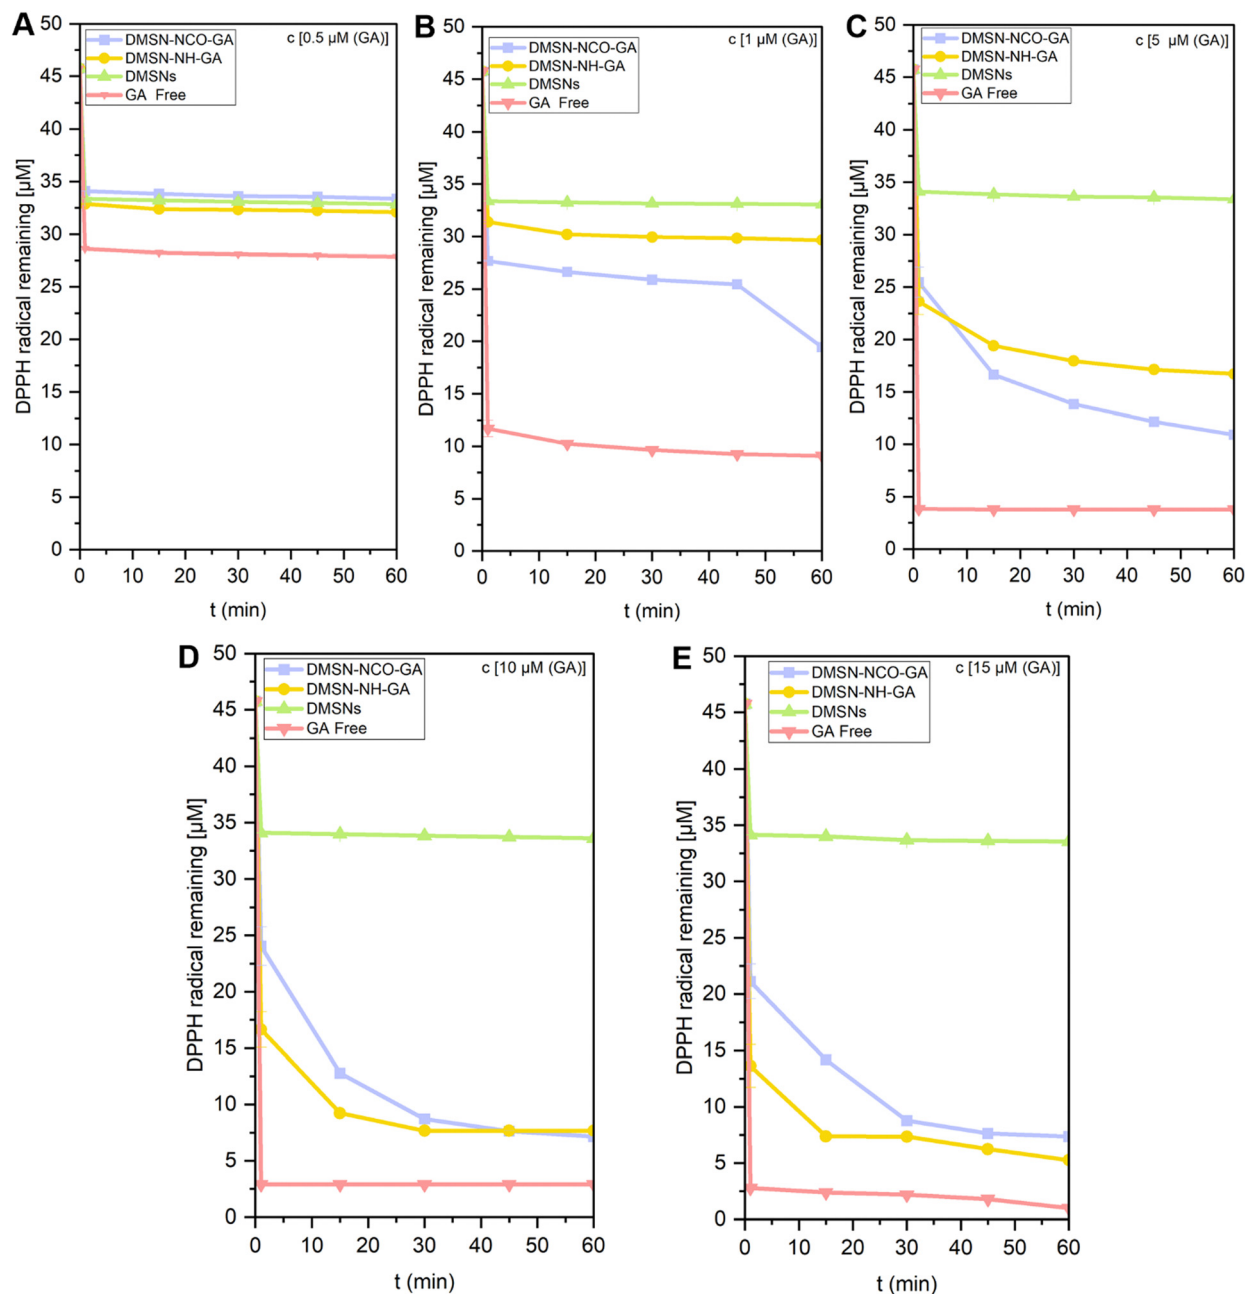 A
c [0.5 µM (GA)]
DMSN-NCO-GA
DMSN-NH-GA
DMSNs
GA Free
DPPH radical remaining [µM]
50
45
40
35
30
25
20
15
10
5
0
0 10 20 30 40 50 60
t (min)
B
c [1 µM (GA)]
DMSN-NCO-GA
DMSN-NH-GA
DMSNs
GA Free
DPPH radical remaining [µM]
50
45
40
35
30
25
20
15
10
5
0
0 10 20 30 40 50 60
t (min)
C
c [5 µM (GA)]
DMSN-NCO-GA
DMSN-NH-GA
DMSNs
GA Free
DPPH radical remaining [µM]
50
45
40
35
30
25
20
15
10
5
0
0 10 20 30 40 50 60
t (min)
D
c [10 µM (GA)]
DMSN-NCO-GA
DMSN-NH-GA
DMSNs
GA Free
DPPH radical remaining [µM]
50
45
40
35
30
25
20
15
10
5
0
0 10 20 30 40 50 60
t (min)
E
c [15 µM (GA)]
DMSN-NCO-GA
DMSN-NH-GA
DMSNs
GA Free
DPPH radical remaining [µM]
50
45
40
35
30
25
20
15
10
5
0
0 10 20 30 40 50 60
t (min)